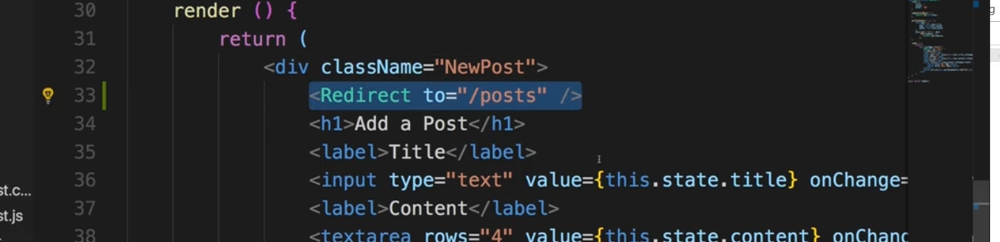 30 render () {
31 return (
32 <div className="NewPost">
33 <Redirect to="/posts" />
34 <h1>Add a Post</h1>
35 <label>Title</label>
36 <input type="text" value={this.state.title} onChange=
st.c... 37 <label>Content</label>
st.js
38 <textarea rows="4" value={this.state.content} onChang
g